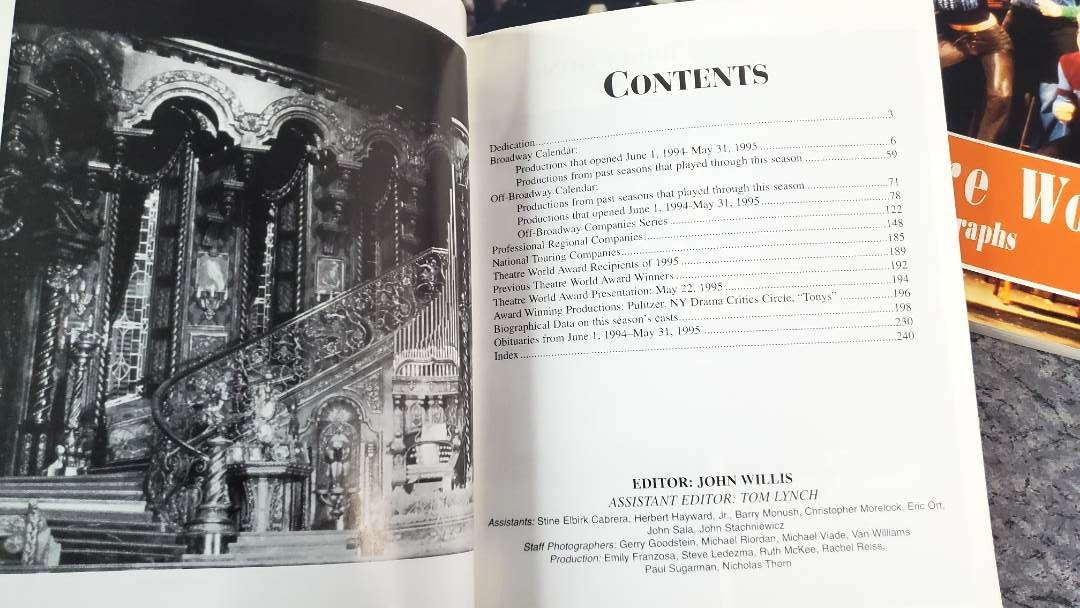 CONTENTS
Dedication 3
Broadway Calendar:
Productions that opened June 1, 1994- May 31, 1995 6
Productions from past seasons that played through this season 59
Off-Broadway Calendar:
Productions from past seasons that played through this season 71
Productions that opened June 1, 1994-May 31, 1995 78
Off-Broadway Companies Series 122
Professional Regional Companies 148
National Touring Companies 185
Theatre World Award Recipients of 1995 189
Previous Theatre World Award Winners 192
Theatre World Award Presentation: May 22, 1995 194
Award Winning Productions: Pulitzer, NY Drama Critics Circle, "Tonys" 196
Biographical Data on this season's casts 198
Obituaries from June 1, 1994–May 31, 1995 230
Index 240
EDITOR: JOHN WILLIS
ASSISTANT EDITOR: TOM LYNCH
Assistants: Stine Elbirk Cabrera, Herbert Hayward, Jr., Barry Monush, Christopher Morelock, Eric Ort,
John Sala, John Stachniewicz
Staff Photographers: Gerry Goodstein, Michael Riordan, Michael Viade, Van Williams
Production: Emily Franzosa, Steve Ledezma, Ruth McKee, Rachel Reiss,
Paul Sugarman, Nicholas Thom
re Wo
raphs